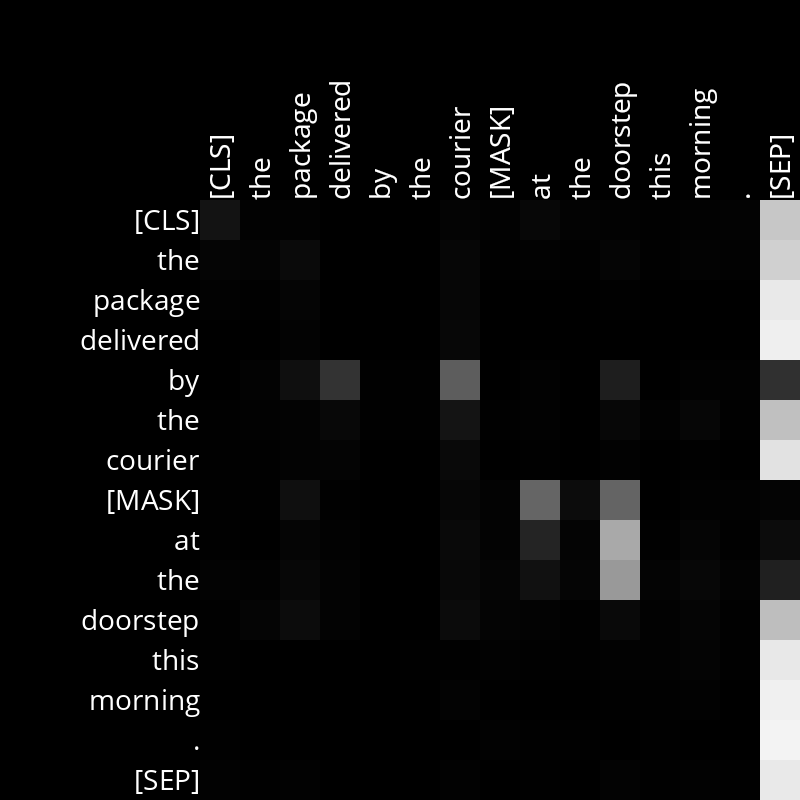 [CLS] the package delivered by the courier [MASK] at the doorstep this morning . [SEP]
[CLS]
the
package
delivered
by
the
courier
[MASK]
at
the
doorstep
this
morning
.
[SEP]